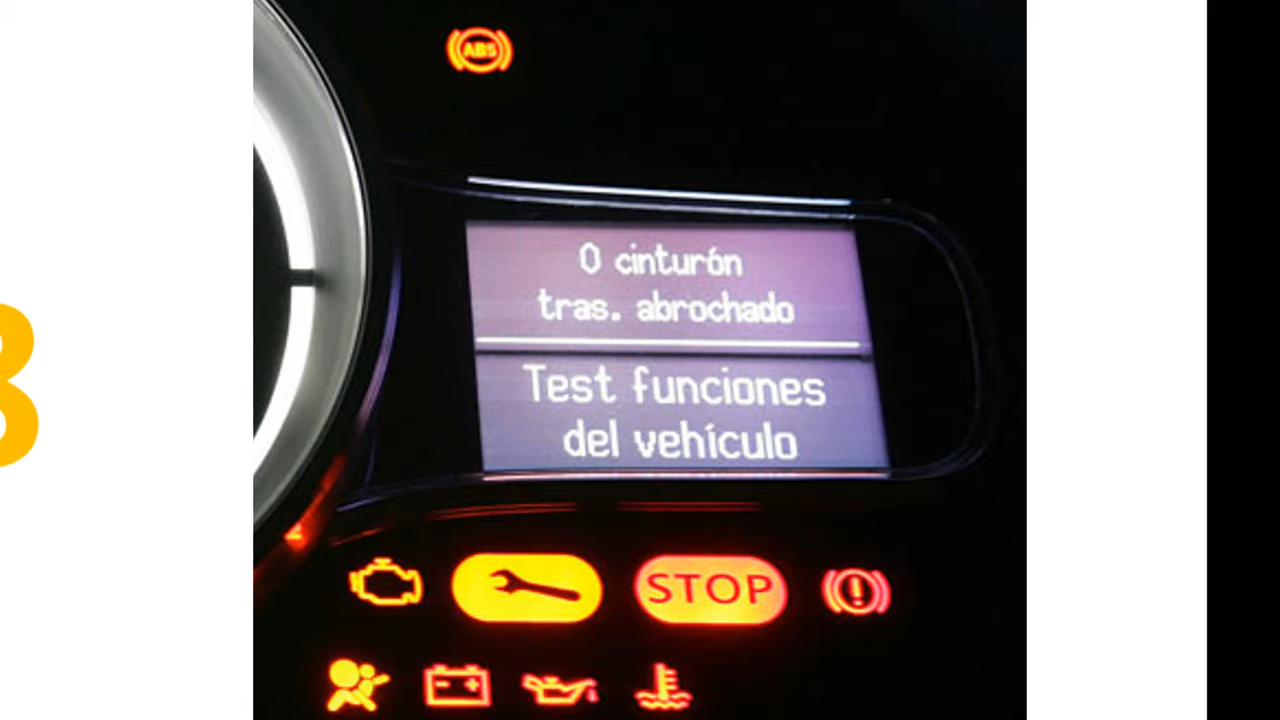 ABS
0 cinturón
tras. abrochado
Test funciones
del vehículo
STOP